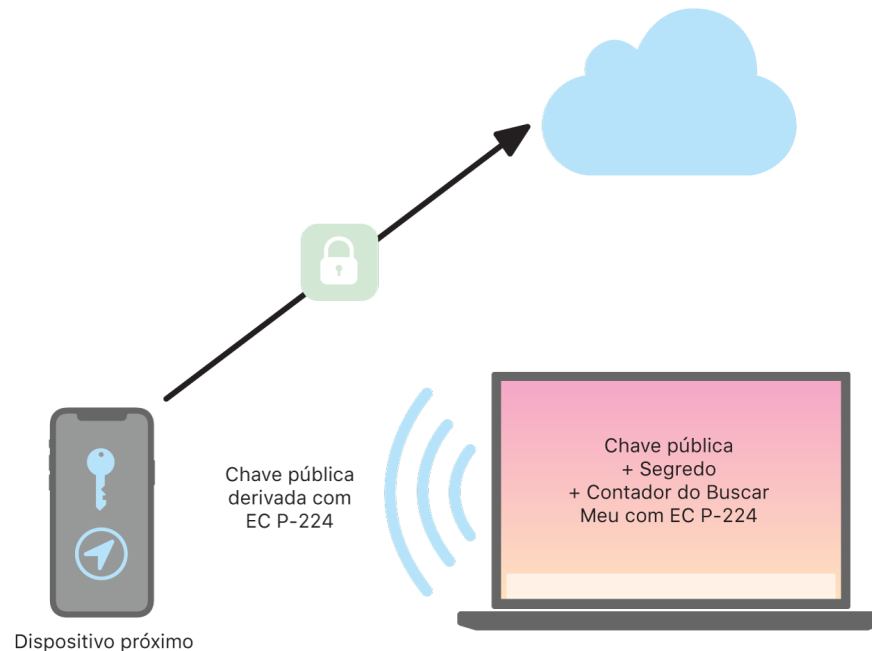 Chave pública
derivada com
EC P-224
Chave pública
+ Segredo
+ Contador do Buscar
Meu com EC P-224
Dispositivo próximo